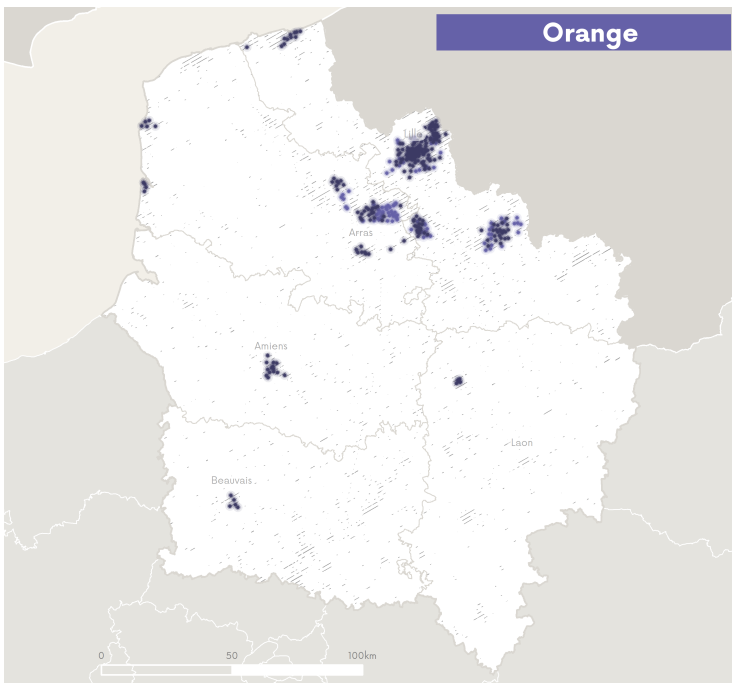 Orange
Lille
Arras
Amiens
Laon
Beauvais
0 50 100km